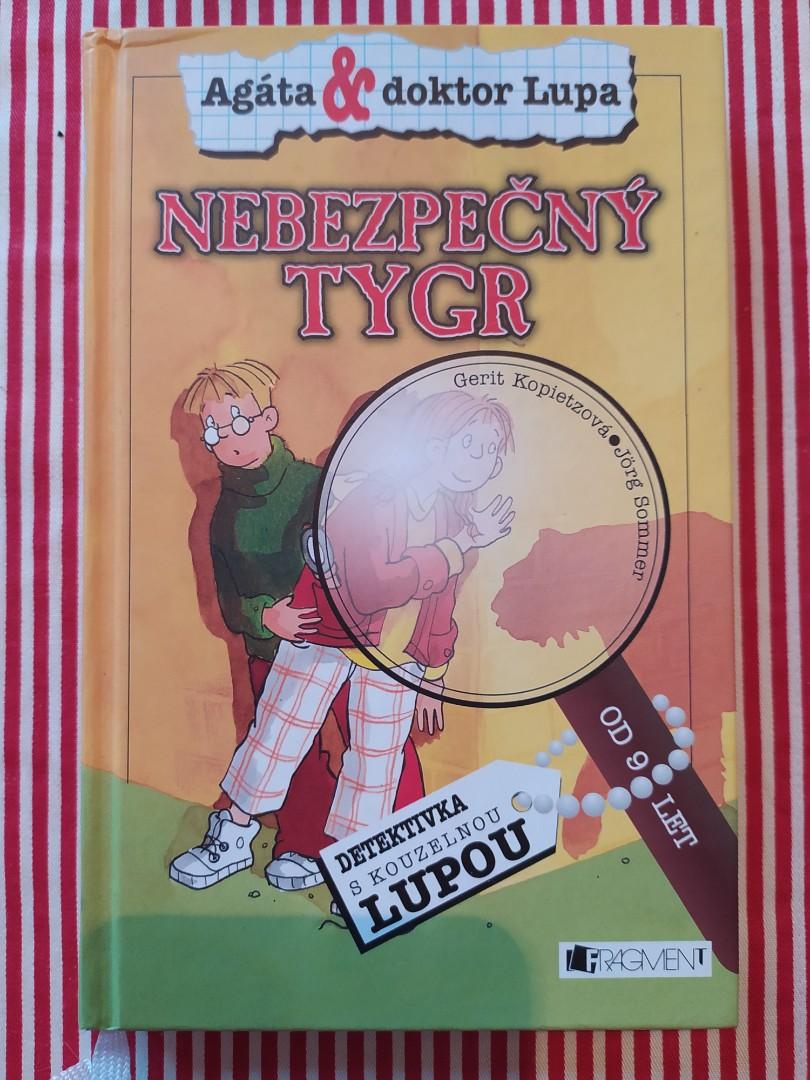 Agáta & doktor Lupa
NEBEZPEČNÝ
TYGR
Gerit Kopietzová • Jörg Sommer
OD 9 LET
DETEKTIVKA
S KOUZELNOU
LUPOU
FRAGMENT